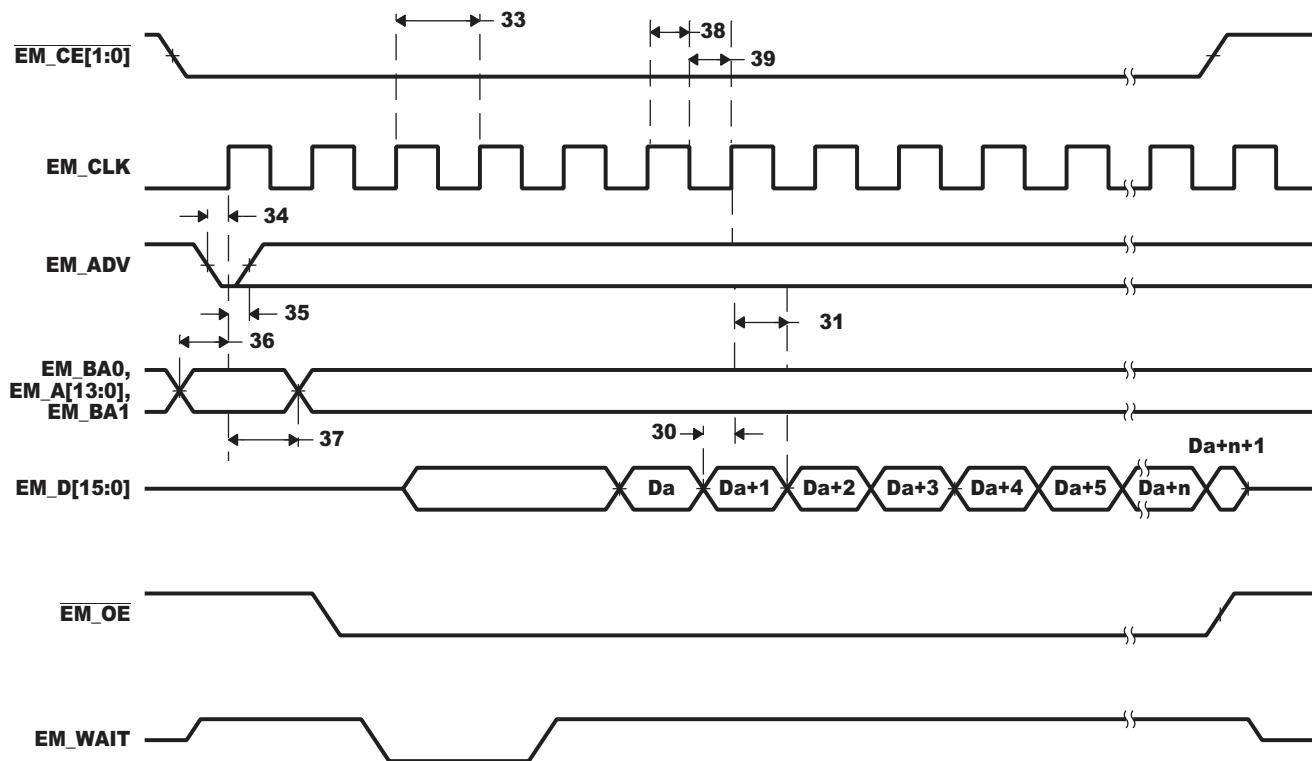 33
38
EM_CE[1:0]
39
EM_CLK
34
EM_ADV
35
31
36
EM_BA0,
EM_A[13:0],
EM_BA1
37
30
Da+n+1
EM_D[15:0]
Da
Da+1
Da+2
Da+3
Da+4
Da+5
Da+n
EM_OE
EM_WAIT